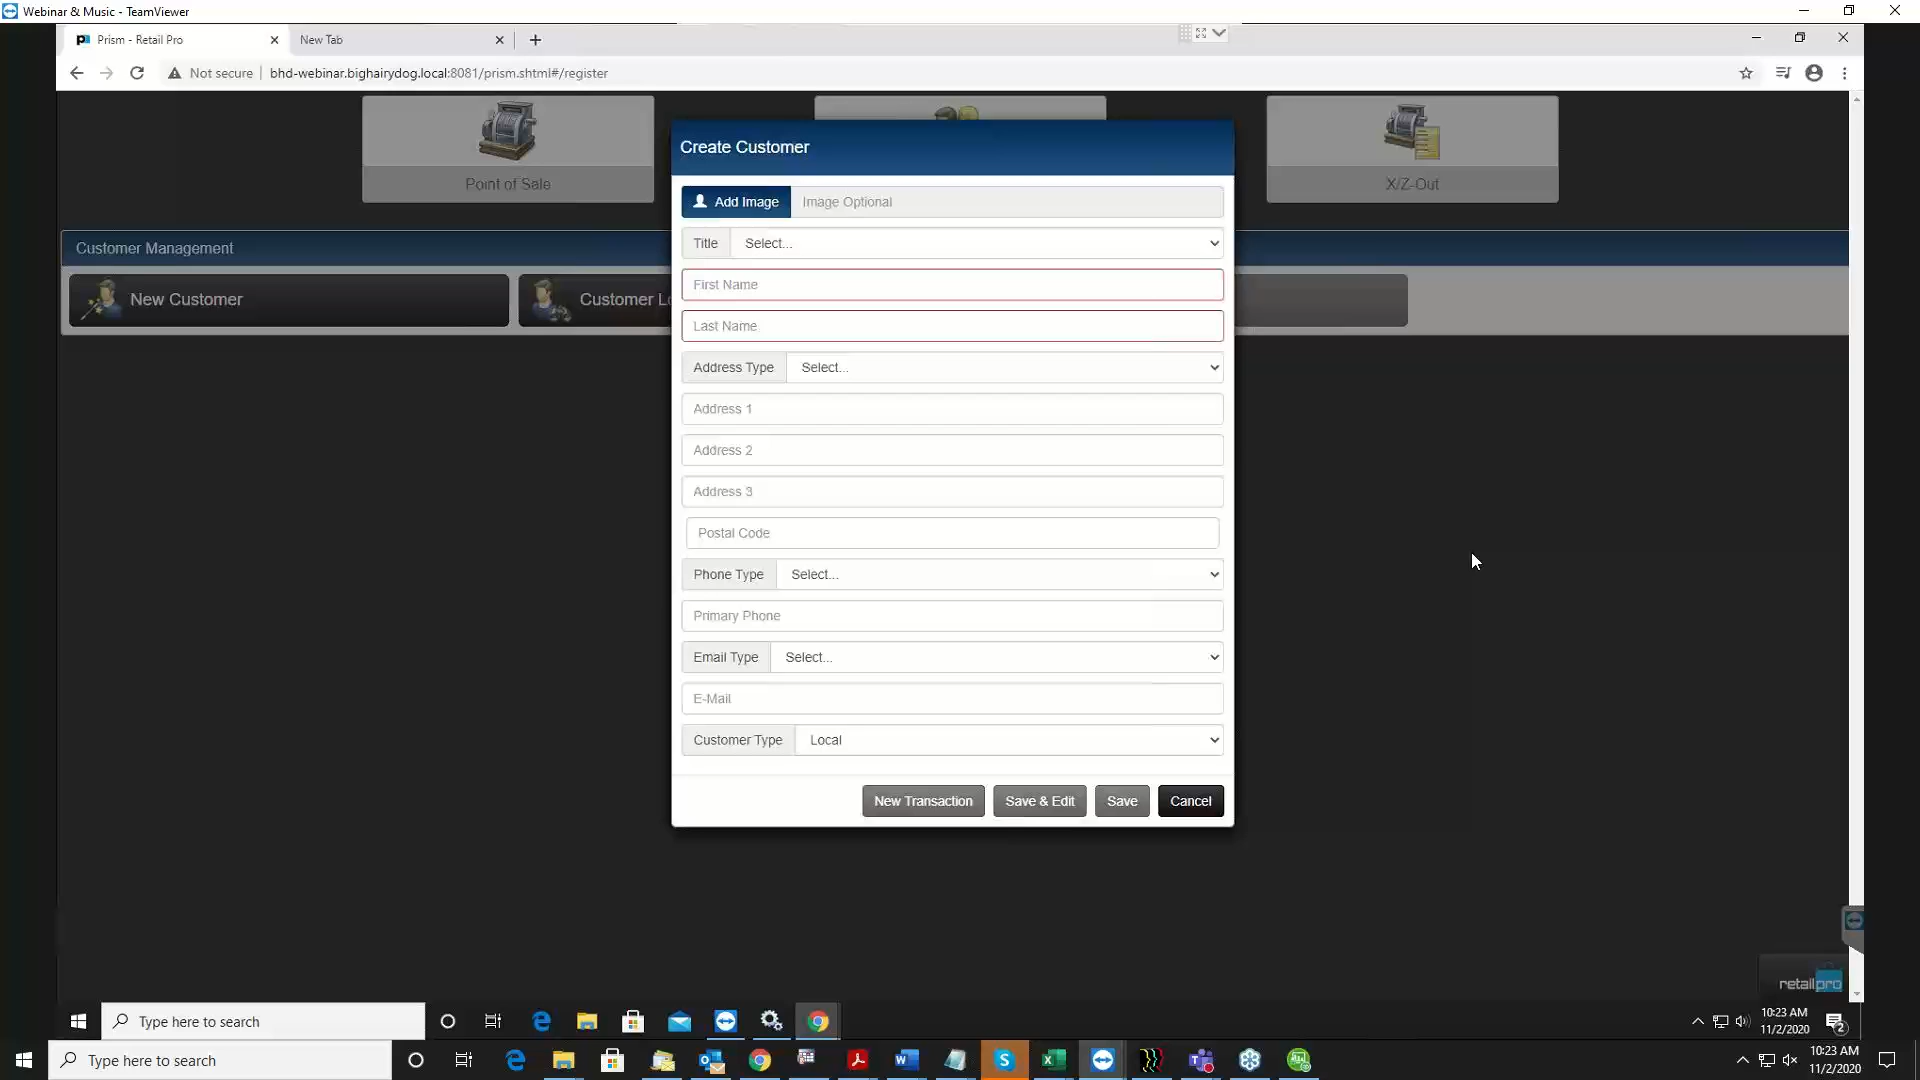 Webinar & Music - TeamViewer
Prism - Retail Pro
New Tab
Not secure
bhd-webinar.bighairydog.local:8081/prism.shtml#/register
Point of Sale
X/Z-Out
Create Customer
Add Image
Image Optional
Title
Select...
Customer Management
New Customer
Customer Lo
First Name
Last Name
Address Type
Select...
Address 1
Address 2
Address 3
Postal Code
Phone Type
Select...
Primary Phone
Email Type
Select...
E-Mail
Customer Type
Local
New Transaction
Save & Edit
Save
Cancel
retailpro
Type here to search
10:23 AM
11/2/2020
2
Type here to search
10:23 AM
11/2/2020